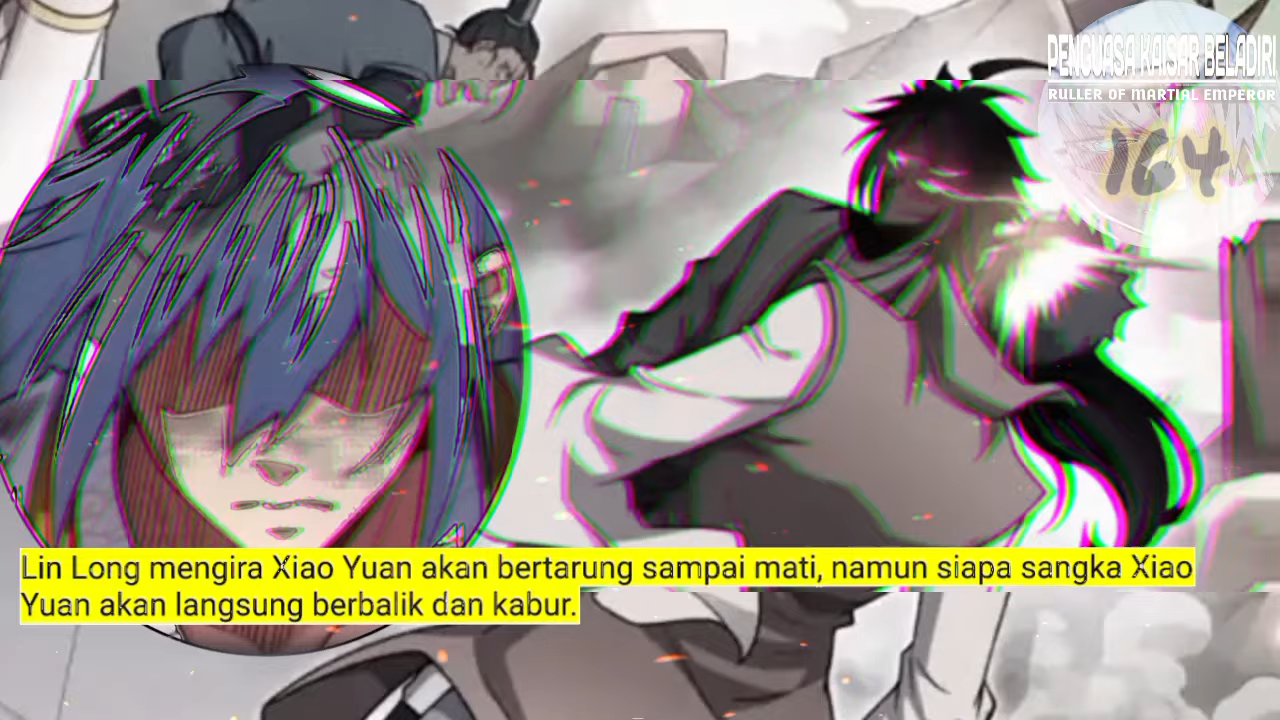 PENGUASA KAISAR BELADIRI
RULLER OF MARTIAL EMPEROR
164
Lin Long mengira Xiao Yuan akan bertarung sampai mati, namun siapa sangka Xiao
Yuan akan langsung berbalik dan kabur.